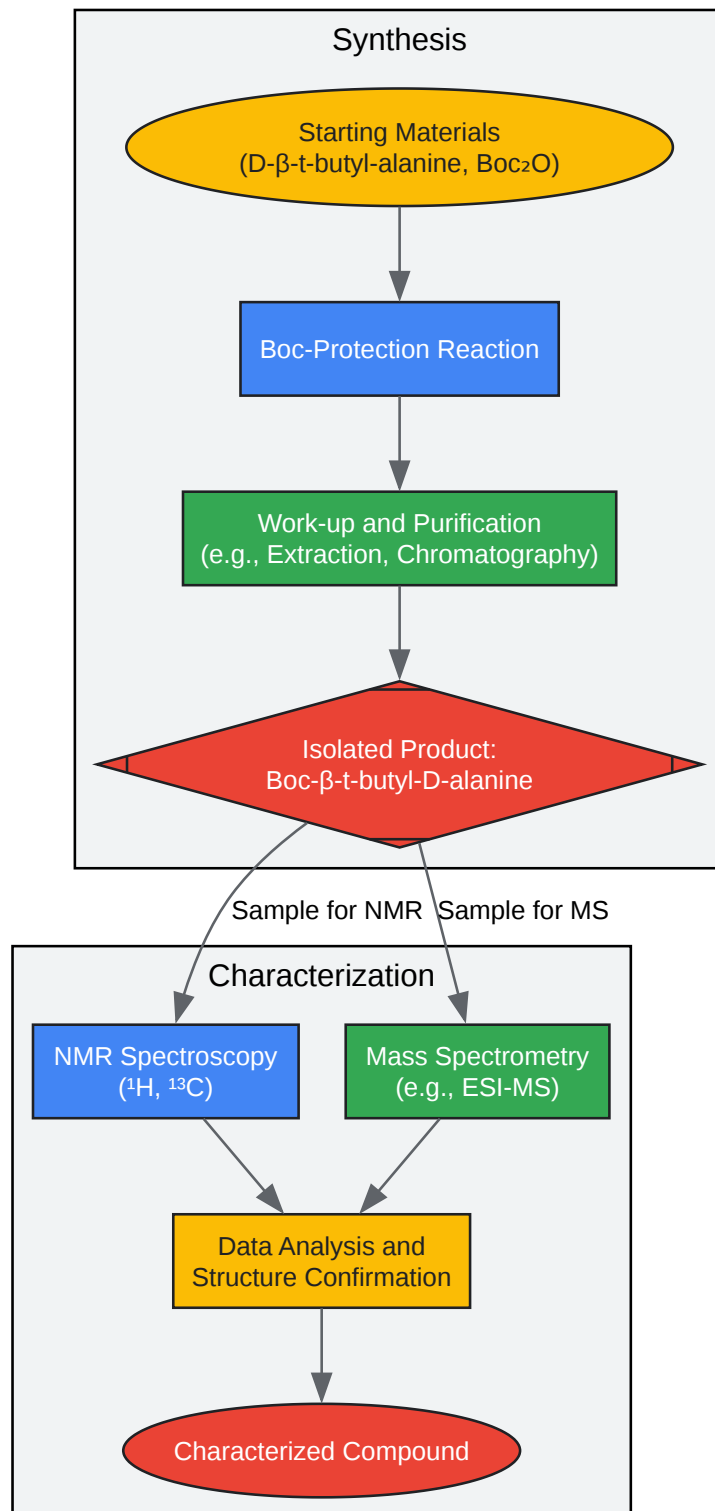 Synthesis
Starting Materials
(D-β-t-butyl-alanine, Boc₂O)
Boc-Protection Reaction
Work-up and Purification
(e.g., Extraction, Chromatography)
Isolated Product:
Boc-β-t-butyl-D-alanine
Sample for NMR
Sample for MS
Characterization
NMR Spectroscopy
(¹H, ¹³C)
Mass Spectrometry
(e.g., ESI-MS)
Data Analysis and
Structure Confirmation
Characterized Compound